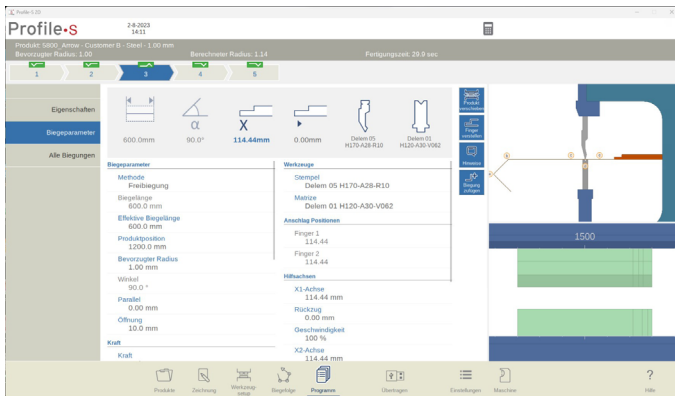 Profile-S 2D
Profile-s
2-8-2023
14:11
Produkt: 5800_Arrow - Customer B - Steel - 1.00 mm
Bevorzugter Radius: 1.00
Berechneter Radius: 1.14
Fertigungszeit: 29.9 sec
1
2
3
4
5
Eigenschaften
Biegeparameter
Alle Biegungen
α
X
600.0mm
90.0°
114.44mm
0.00mm
Delem 05
H170-A28-R10
Delem 01
H120-A30-V062
Produkt
verschieben
Finger
verstellen
Hinweise
Biegung
zufügen
Biegeparameter
Methode
Freibiegung
Biegelänge
600.0 mm
Effektive Biegelänge
600.0 mm
Produktposition
1200.0 mm
Bevorzugter Radius
1.00 mm
Winkel
90.0 °
Parallel
0.00 mm
Öffnung
10.0 mm
Kraft
Kraft
Werkzeuge
Stempel
Delem 05 H170-A28-R10
Matrize
Delem 01 H120-A30-V062
Anschlag Positionen
Finger 1
114.44
Finger 2
114.44
Hilfsachsen
X1-Achse
114.44 mm
Rückzug
0.00 mm
Geschwindigkeit
100 %
X2-Achse
114.44 mm
1500
Produkte
Zeichnung
Werkzeug-
setup
Biegefolge
Programm
Übertragen
Einstellungen
Maschine
?
Hilfe